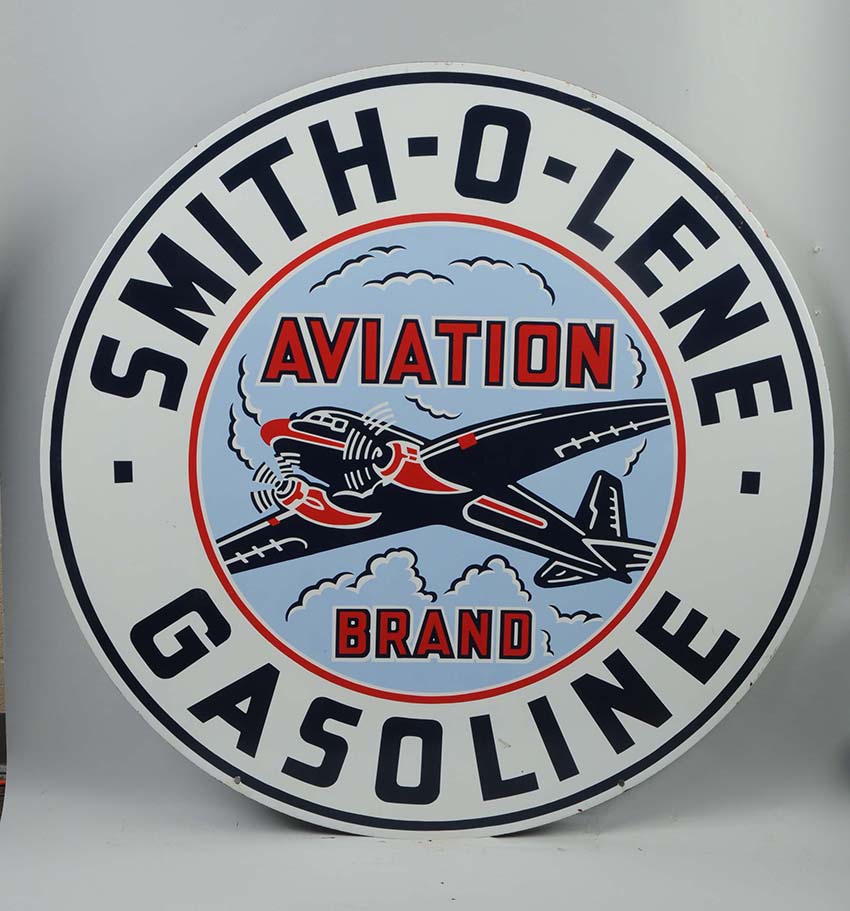 SMITH-O-LENE
AVIATION
BRAND
GASOLINE